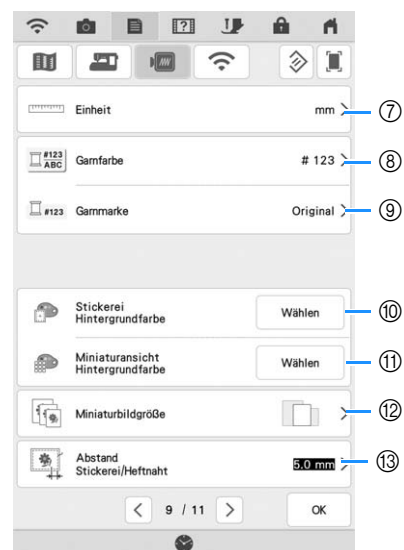 Einheit mm > ⑦
#123
ABC
Garnfarbe # 123 > ⑧
#123 Garnmarke Original > ⑨
Stickerei
Hintergrundfarbe
Wählen ⑩
Miniaturansicht
Hintergrundfarbe
Wählen ⑪
Miniaturbildgröße > ⑫
Abstand
Stickerei/Heftnaht
5.0 mm > ⑬
< 9 / 11 > OK